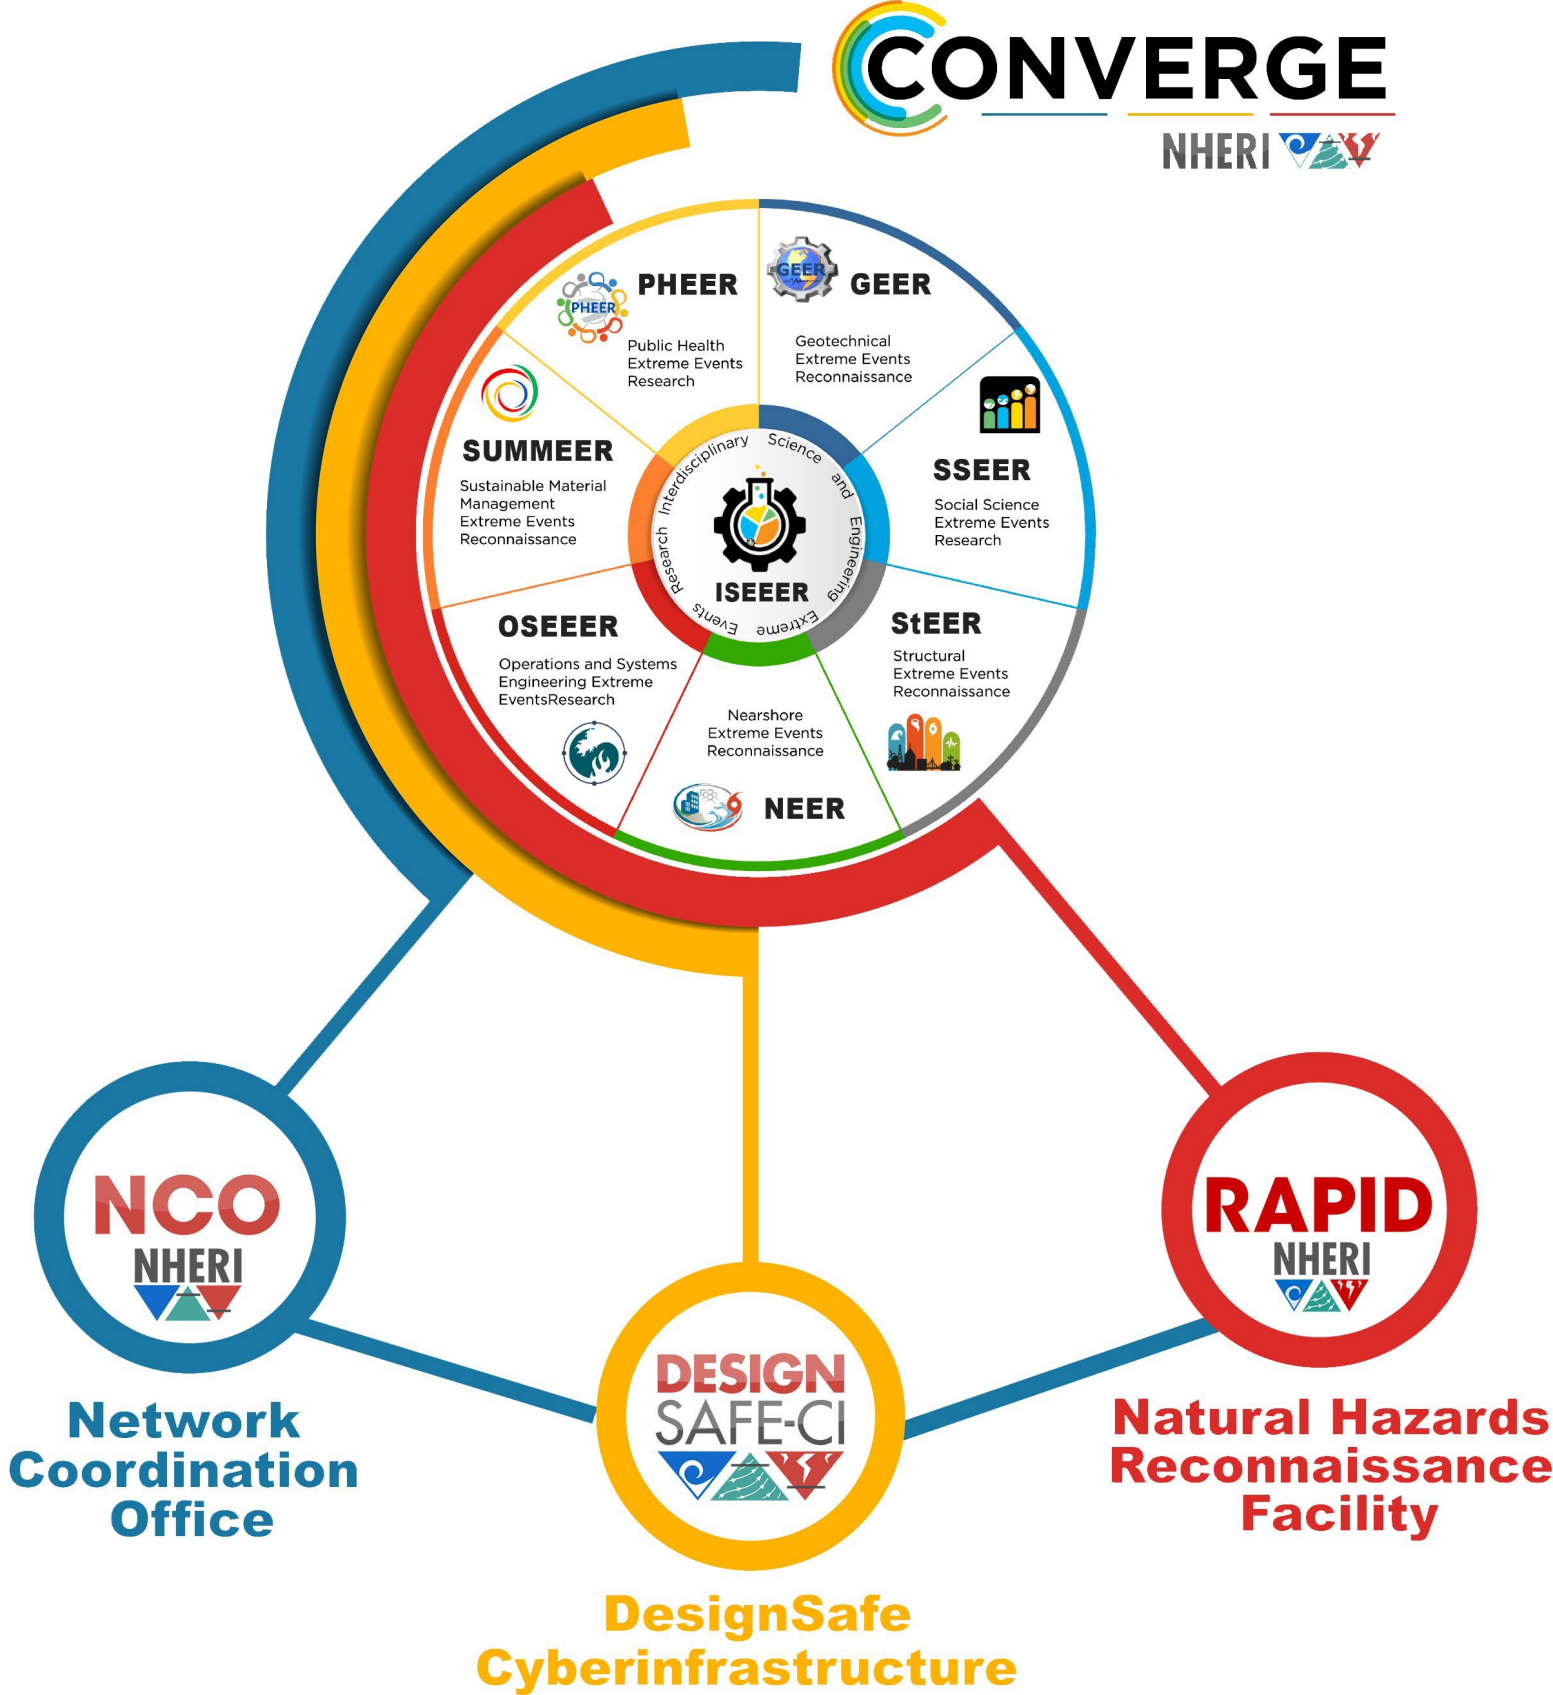 CONVERGE
NHERI
PHEER
PHEER
Public Health
Extreme Events
Research
GEER
GEER
Geotechnical
Extreme Events
Reconnaissance
SUMMEER
Sustainable Material
Management
Extreme Events
Reconnaissance
SSEER
Social Science
Extreme Events
Research
Interdisciplinary Science and Engineering Extreme Events Research
ISEEER
OSEEER
Operations and Systems
Engineering Extreme
EventsResearch
StEER
Structural
Extreme Events
Reconnaissance
Nearshore
Extreme Events
Reconnaissance
NEER
NCO
NHERI
Network
Coordination
Office
DESIGN
SAFE-CI
DesignSafe
Cyberinfrastructure
RAPID
NHERI
Natural Hazards
Reconnaissance
Facility